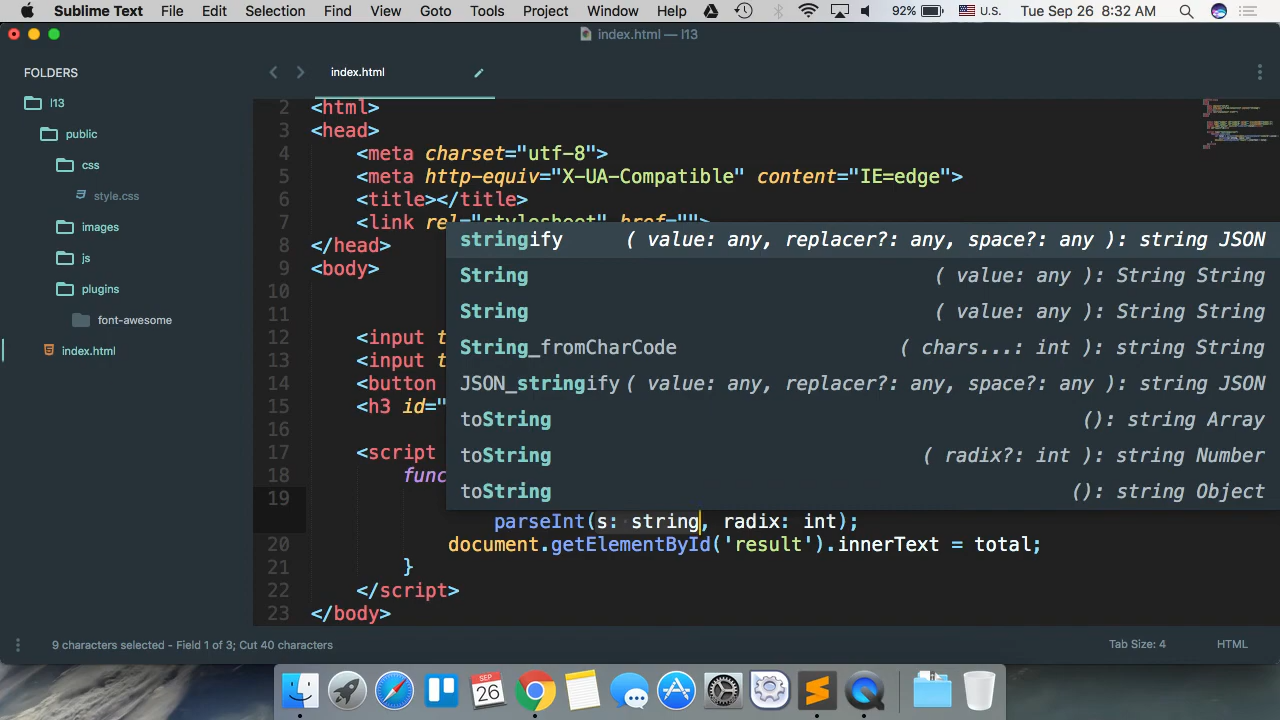 Sublime Text File Edit Selection Find View Goto Tools Project Window Help 92% U.S. Tue Sep 26 8:32 AM
index.html — l13
FOLDERS
l13
public
css
style.css
images
js
plugins
font-awesome
index.html
index.html
2 <html>
3 <head>
4 <meta charset="utf-8">
5 <meta http-equiv="X-UA-Compatible" content="IE=edge">
6 <title></title>
7 <link rel="stylesheet" href="">
8 </head>
9 <body>
10
11
12 <input t
13 <input t
14 <button
15 <h3 id="
16
17 <script
18 func
19
parseInt(s: string, radix: int);
20 document.getElementById('result').innerText = total;
21 }
22 </script>
23 </body>
stringify ( value: any, replacer?: any, space?: any ): string JSON
String ( value: any ): String String
String ( value: any ): String String
String_fromCharCode ( chars...: int ): string String
JSON_stringify ( value: any, replacer?: any, space?: any ): string JSON
toString (): string Array
toString ( radix?: int ): string Number
toString (): string Object
9 characters selected - Field 1 of 3; Cut 40 characters
Tab Size: 4 HTML
SEP
26